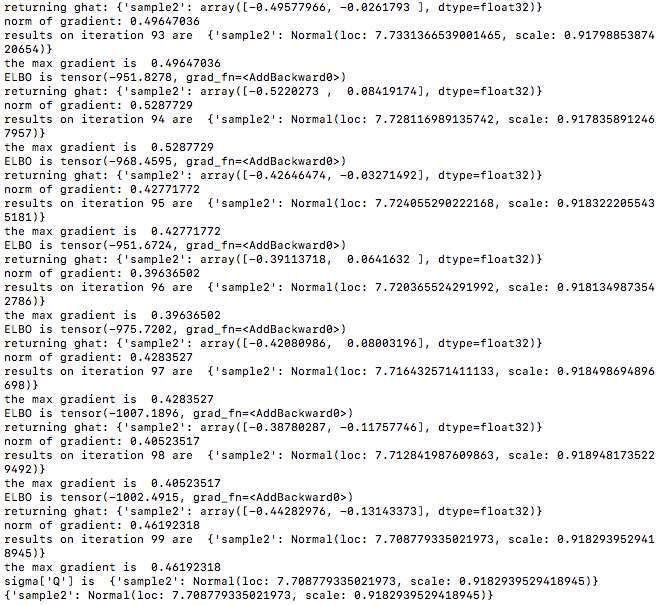 returning ghat: {'sample2': array([-0.49577966, -0.0261793 ], dtype=float32)}
norm of gradient: 0.49647036
results on iteration 93 are  {'sample2': Normal(loc: 7.7331366539001465, scale: 0.91798853874
20654)}
the max gradient is  0.49647036
ELBO is tensor(-951.8278, grad_fn=<AddBackward0>)
returning ghat: {'sample2': array([-0.5220273 ,  0.08419174], dtype=float32)}
norm of gradient: 0.5287729
results on iteration 94 are  {'sample2': Normal(loc: 7.728116989135742, scale: 0.917835891246
7957)}
the max gradient is  0.5287729
ELBO is tensor(-968.4595, grad_fn=<AddBackward0>)
returning ghat: {'sample2': array([-0.42646474, -0.03271492], dtype=float32)}
norm of gradient: 0.42771772
results on iteration 95 are  {'sample2': Normal(loc: 7.724055290222168, scale: 0.918322205543
5181)}
the max gradient is  0.42771772
ELBO is tensor(-951.6724, grad_fn=<AddBackward0>)
returning ghat: {'sample2': array([-0.39113718,  0.0641632 ], dtype=float32)}
norm of gradient: 0.39636502
results on iteration 96 are  {'sample2': Normal(loc: 7.720365524291992, scale: 0.918134987354
2786)}
the max gradient is  0.39636502
ELBO is tensor(-975.7202, grad_fn=<AddBackward0>)
returning ghat: {'sample2': array([-0.42080986,  0.08003196], dtype=float32)}
norm of gradient: 0.4283527
results on iteration 97 are  {'sample2': Normal(loc: 7.716432571411133, scale: 0.918498694896
698)}
the max gradient is  0.4283527
ELBO is tensor(-1007.1896, grad_fn=<AddBackward0>)
returning ghat: {'sample2': array([-0.38780287, -0.11757746], dtype=float32)}
norm of gradient: 0.40523517
results on iteration 98 are  {'sample2': Normal(loc: 7.712841987609863, scale: 0.918948173522
9492)}
the max gradient is  0.40523517
ELBO is tensor(-1002.4915, grad_fn=<AddBackward0>)
returning ghat: {'sample2': array([-0.44282976, -0.13143373], dtype=float32)}
norm of gradient: 0.46192318
results on iteration 99 are  {'sample2': Normal(loc: 7.708779335021973, scale: 0.918293952941
8945)}
the max gradient is  0.46192318
sigma['Q'] is  {'sample2': Normal(loc: 7.708779335021973, scale: 0.9182939529418945)}
{'sample2': Normal(loc: 7.708779335021973, scale: 0.9182939529418945)}